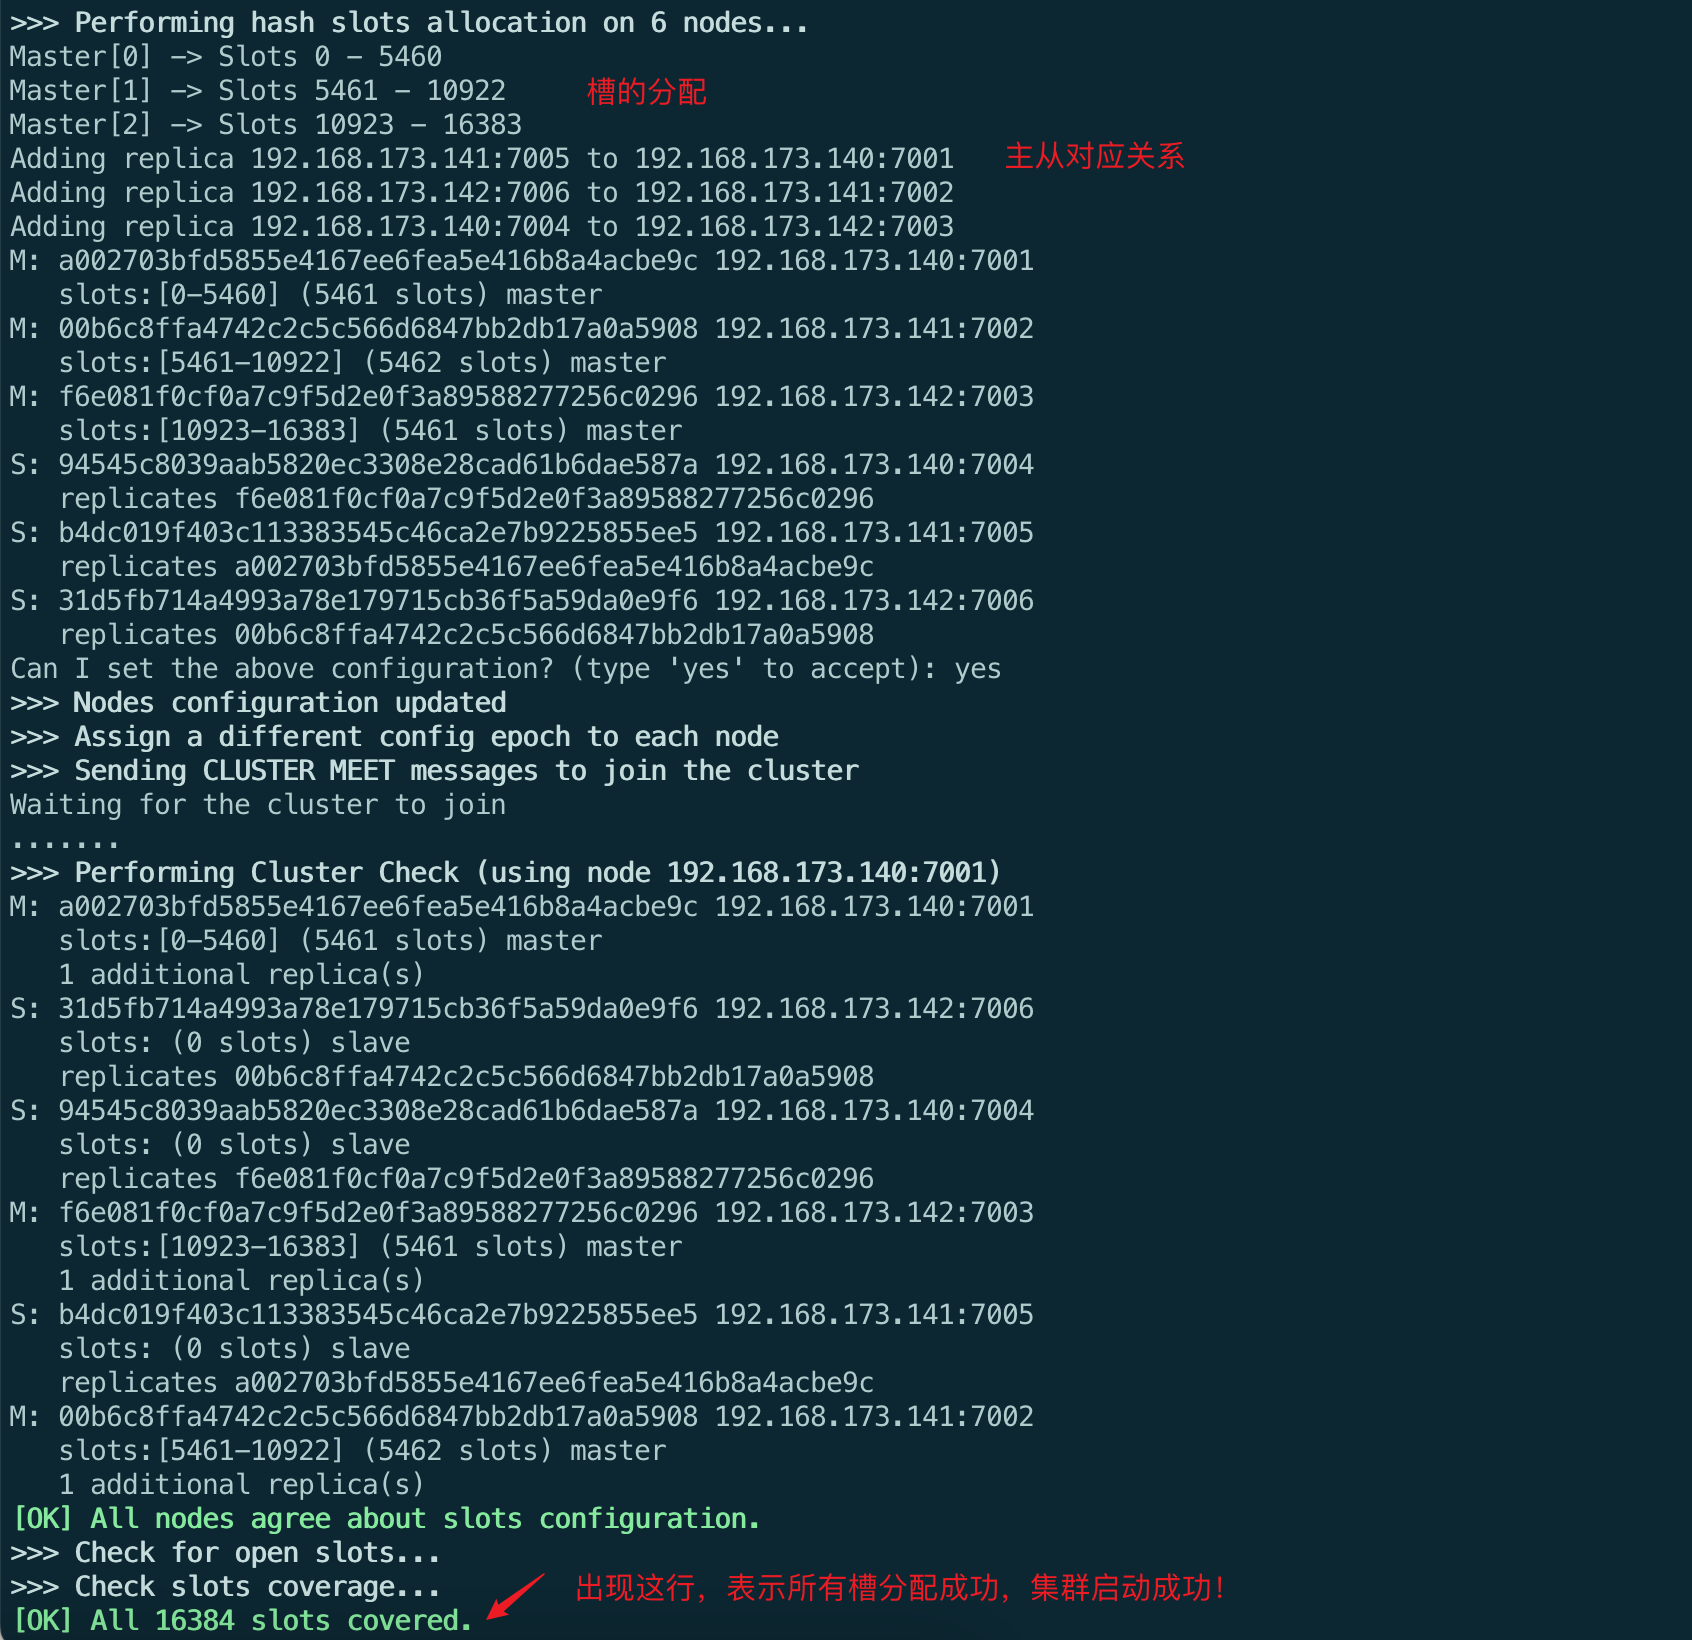 >>> Performing hash slots allocation on 6 nodes...
Master[0] -> Slots 0 - 5460
Master[1] -> Slots 5461 - 10922 槽的分配
Master[2] -> Slots 10923 - 16383
Adding replica 192.168.173.141:7005 to 192.168.173.140:7001 主从对应关系
Adding replica 192.168.173.142:7006 to 192.168.173.141:7002
Adding replica 192.168.173.140:7004 to 192.168.173.142:7003
M: a002703bfd5855e4167ee6fea5e416b8a4acbe9c 192.168.173.140:7001
slots:[0-5460] (5461 slots) master
M: 00b6c8ffa4742c2c5c566d6847bb2db17a0a5908 192.168.173.141:7002
slots:[5461-10922] (5462 slots) master
M: f6e081f0cf0a7c9f5d2e0f3a89588277256c0296 192.168.173.142:7003
slots:[10923-16383] (5461 slots) master
S: 94545c8039aab5820ec3308e28cad61b6dae587a 192.168.173.140:7004
replicates f6e081f0cf0a7c9f5d2e0f3a89588277256c0296
S: b4dc019f403c113383545c46ca2e7b9225855ee5 192.168.173.141:7005
replicates a002703bfd5855e4167ee6fea5e416b8a4acbe9c
S: 31d5fb714a4993a78e179715cb36f5a59da0e9f6 192.168.173.142:7006
replicates 00b6c8ffa4742c2c5c566d6847bb2db17a0a5908
Can I set the above configuration? (type 'yes' to accept): yes
>>> Nodes configuration updated
>>> Assign a different config epoch to each node
>>> Sending CLUSTER MEET messages to join the cluster
Waiting for the cluster to join
.......
>>> Performing Cluster Check (using node 192.168.173.140:7001)
M: a002703bfd5855e4167ee6fea5e416b8a4acbe9c 192.168.173.140:7001
slots:[0-5460] (5461 slots) master
1 additional replica(s)
S: 31d5fb714a4993a78e179715cb36f5a59da0e9f6 192.168.173.142:7006
slots: (0 slots) slave
replicates 00b6c8ffa4742c2c5c566d6847bb2db17a0a5908
S: 94545c8039aab5820ec3308e28cad61b6dae587a 192.168.173.140:7004
slots: (0 slots) slave
replicates f6e081f0cf0a7c9f5d2e0f3a89588277256c0296
M: f6e081f0cf0a7c9f5d2e0f3a89588277256c0296 192.168.173.142:7003
slots:[10923-16383] (5461 slots) master
1 additional replica(s)
S: b4dc019f403c113383545c46ca2e7b9225855ee5 192.168.173.141:7005
slots: (0 slots) slave
replicates a002703bfd5855e4167ee6fea5e416b8a4acbe9c
M: 00b6c8ffa4742c2c5c566d6847bb2db17a0a5908 192.168.173.141:7002
slots:[5461-10922] (5462 slots) master
1 additional replica(s)
[OK] All nodes agree about slots configuration.
>>> Check for open slots...
>>> Check slots coverage... 出现这行，表示所有槽分配成功，集群启动成功！
[OK] All 16384 slots covered.